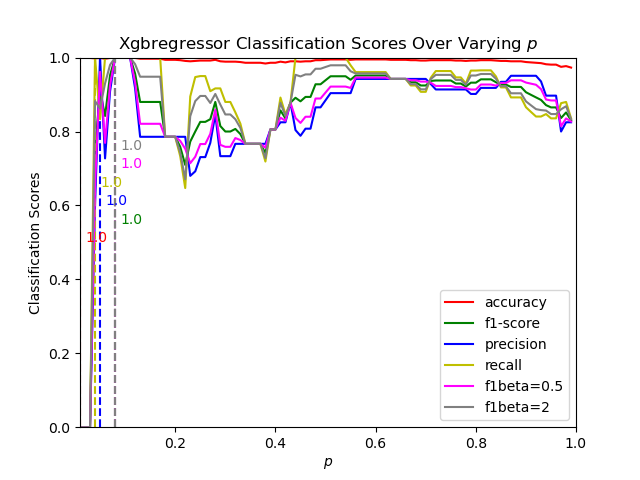 Xgbregressor Classification Scores Over Varying p
Classification Scores
1.0
0.8
0.6
0.4
0.2
0.0
1.0
1.0
1.0
1.0
1.0
1.0
accuracy
f1-score
precision
recall
f1beta=0.5
f1beta=2
0.2
0.4
0.6
0.8
1.0
p